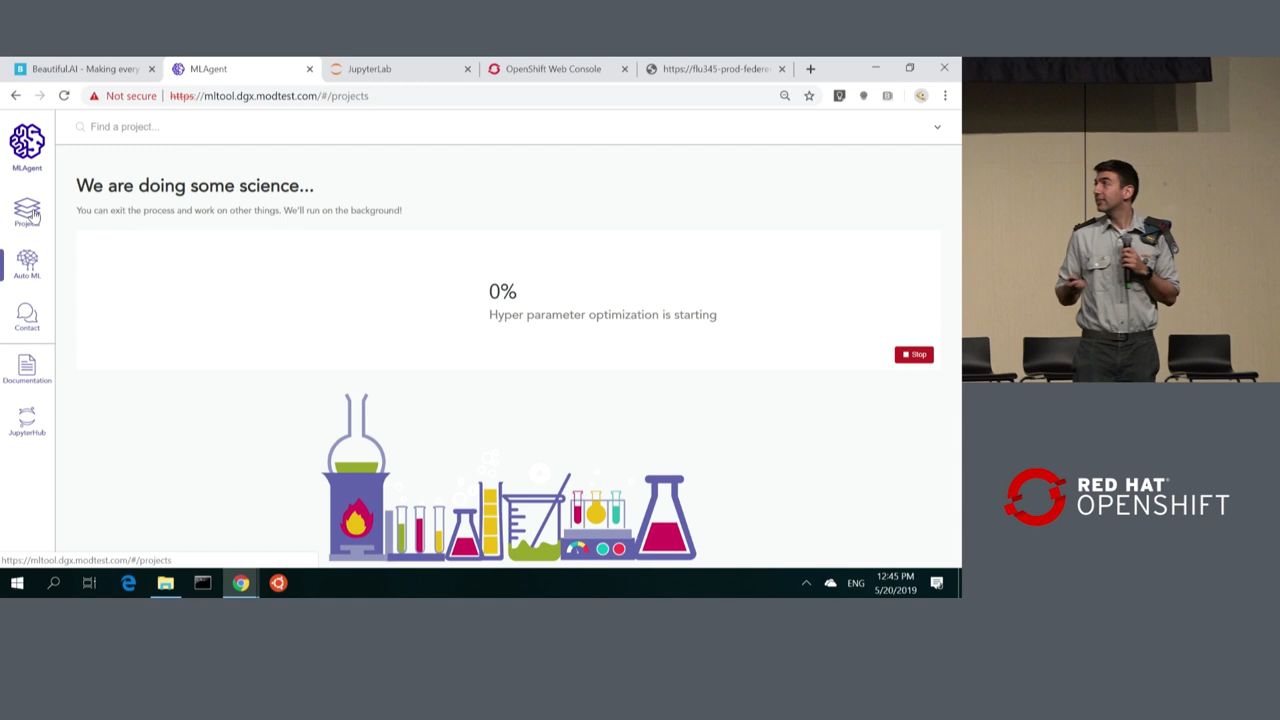 Beautiful.AI - Making every
MLAgent
JupyterLab
OpenShift Web Console
https://flu345-prod-federe
Not secure
https://mltool.dgx.modtest.com/#/projects
Find a project...
MLAgent
Projects
Auto ML
Contact
Documentation
JupyterHub
We are doing some science...
You can exit the process and work on other things. We'll run on the background!
0%
Hyper parameter optimization is starting
Stop
https://mltool.dgx.modtest.com/#/projects
ENG
12:45 PM
5/20/2019
RED HAT®
OPENSHIFT